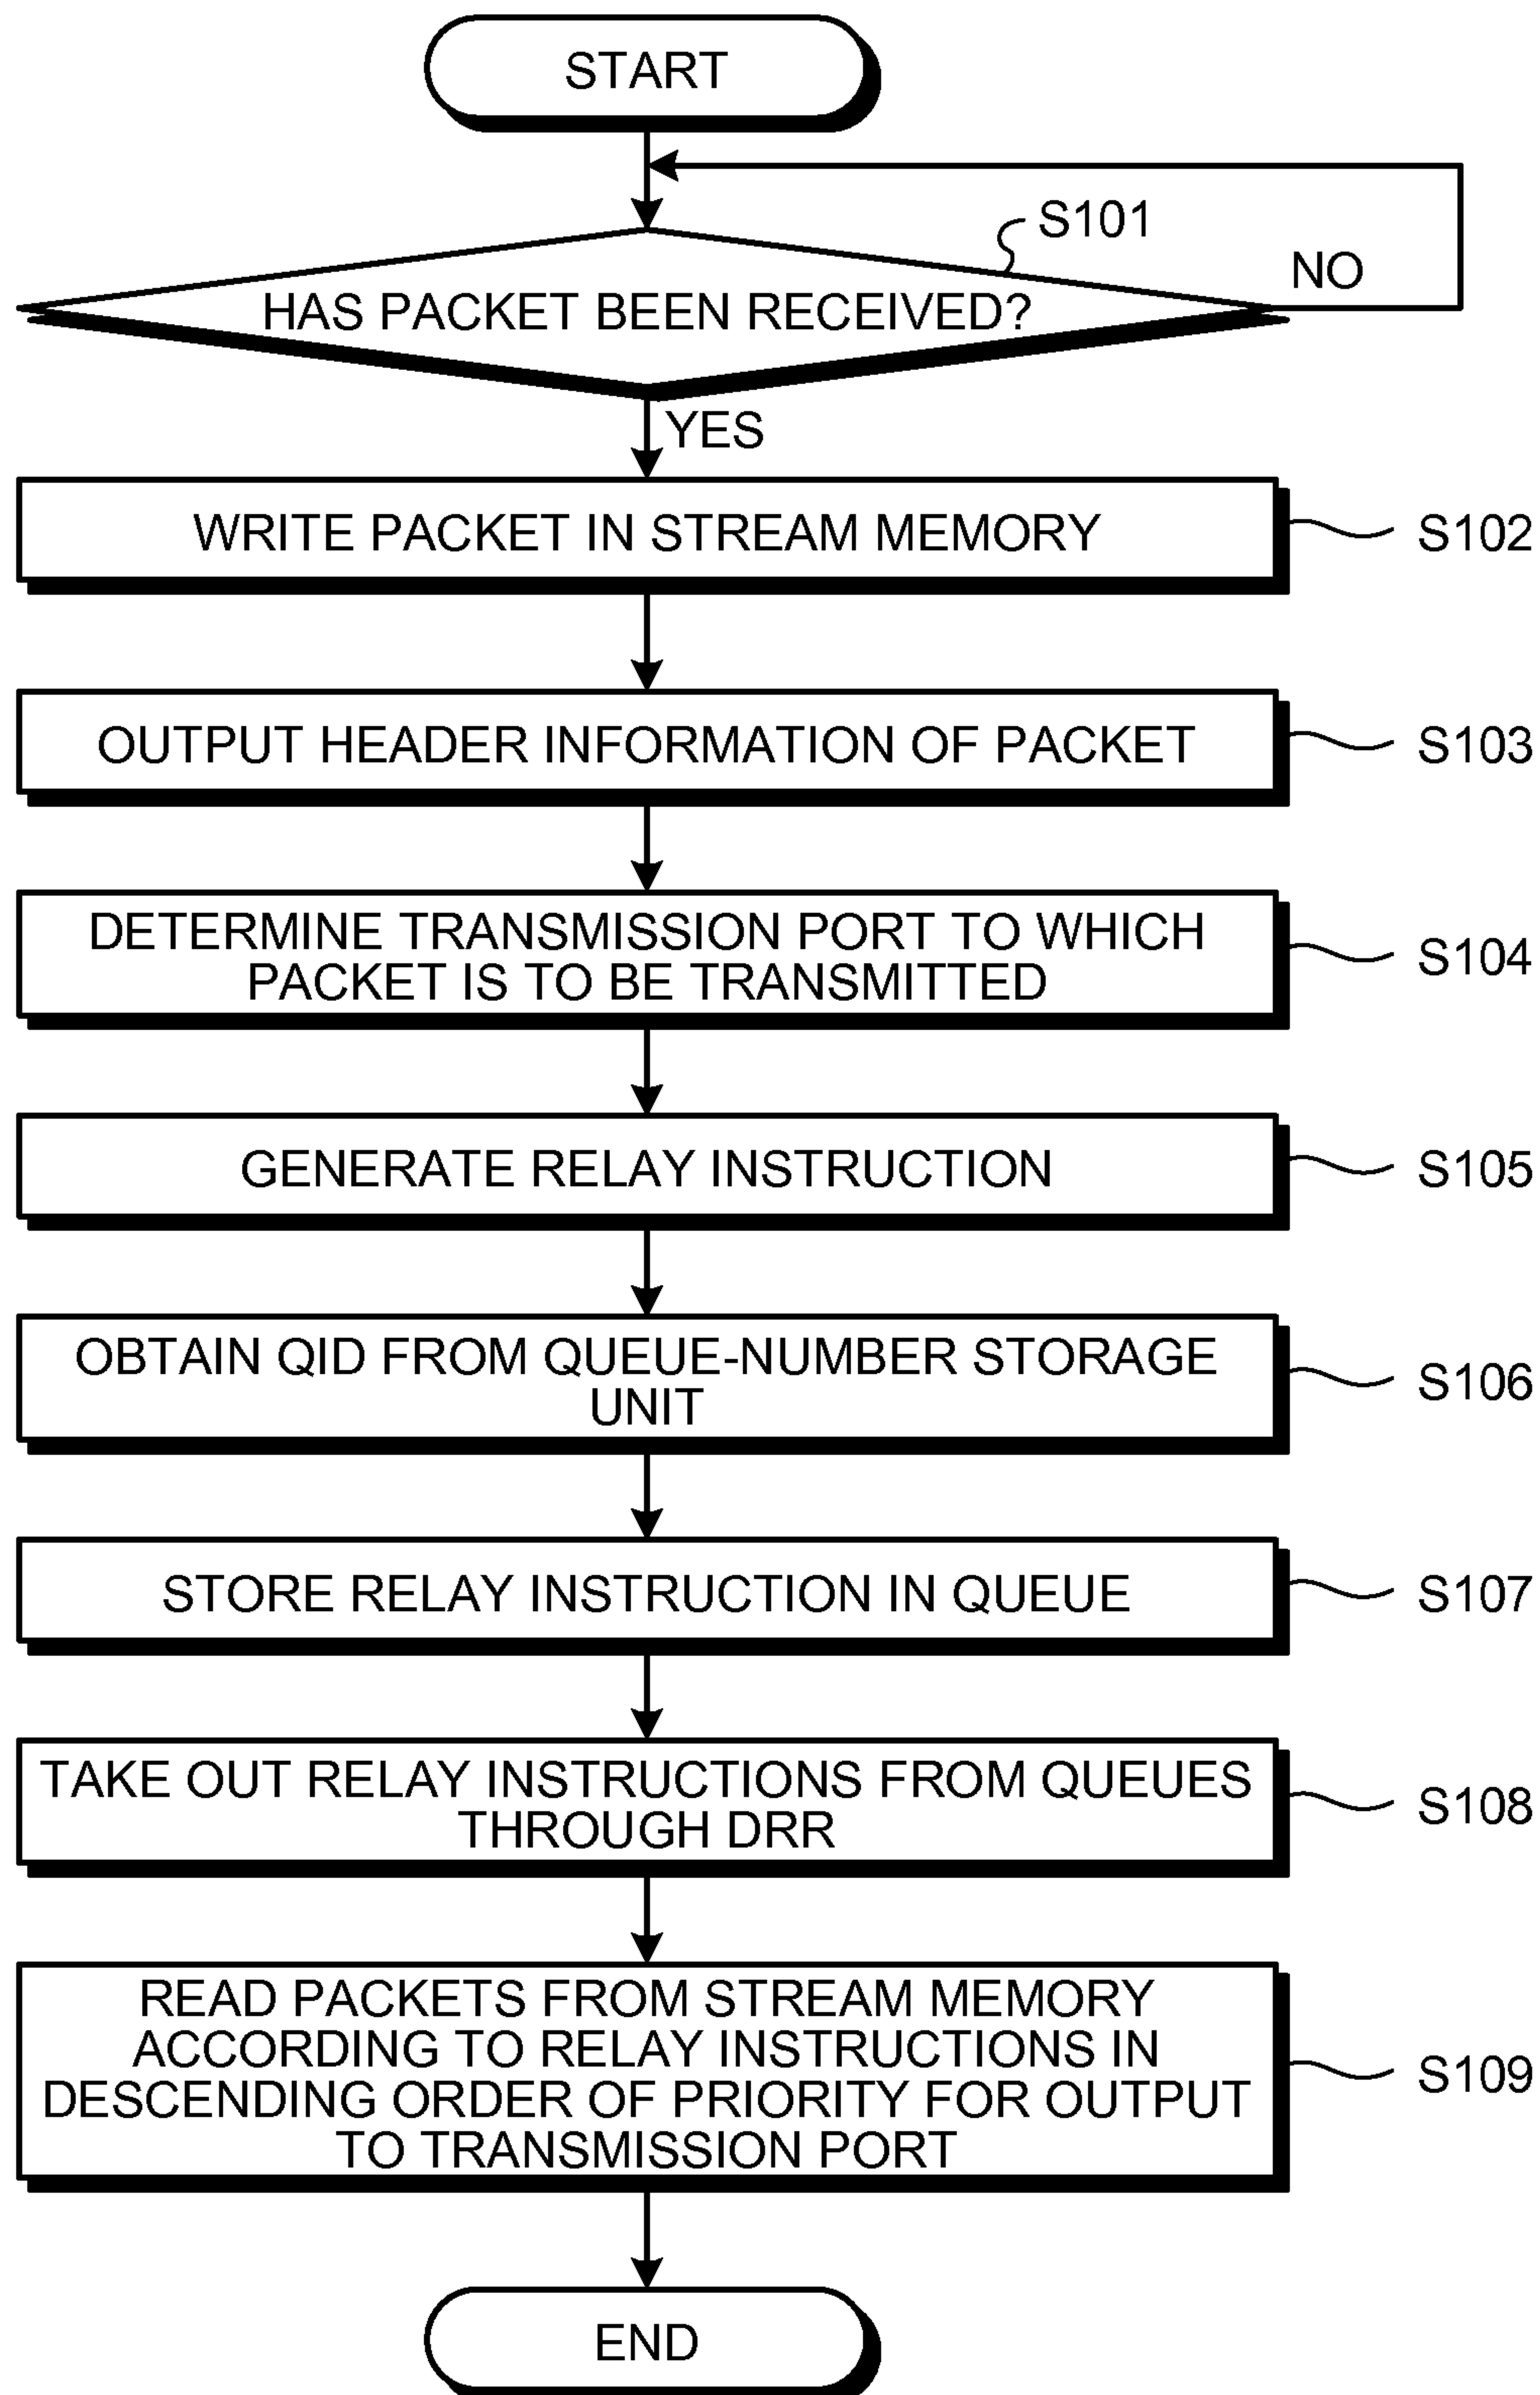 START
S101
NO
HAS PACKET BEEN RECEIVED?
YES
WRITE PACKET IN STREAM MEMORY
S102
OUTPUT HEADER INFORMATION OF PACKET
S103
DETERMINE TRANSMISSION PORT TO WHICH
PACKET IS TO BE TRANSMITTED
S104
GENERATE RELAY INSTRUCTION
S105
OBTAIN QID FROM QUEUE-NUMBER STORAGE
UNIT
S106
STORE RELAY INSTRUCTION IN QUEUE
S107
TAKE OUT RELAY INSTRUCTIONS FROM QUEUES
THROUGH DRR
S108
READ PACKETS FROM STREAM MEMORY
ACCORDING TO RELAY INSTRUCTIONS IN
DESCENDING ORDER OF PRIORITY FOR OUTPUT
TO TRANSMISSION PORT
S109
END